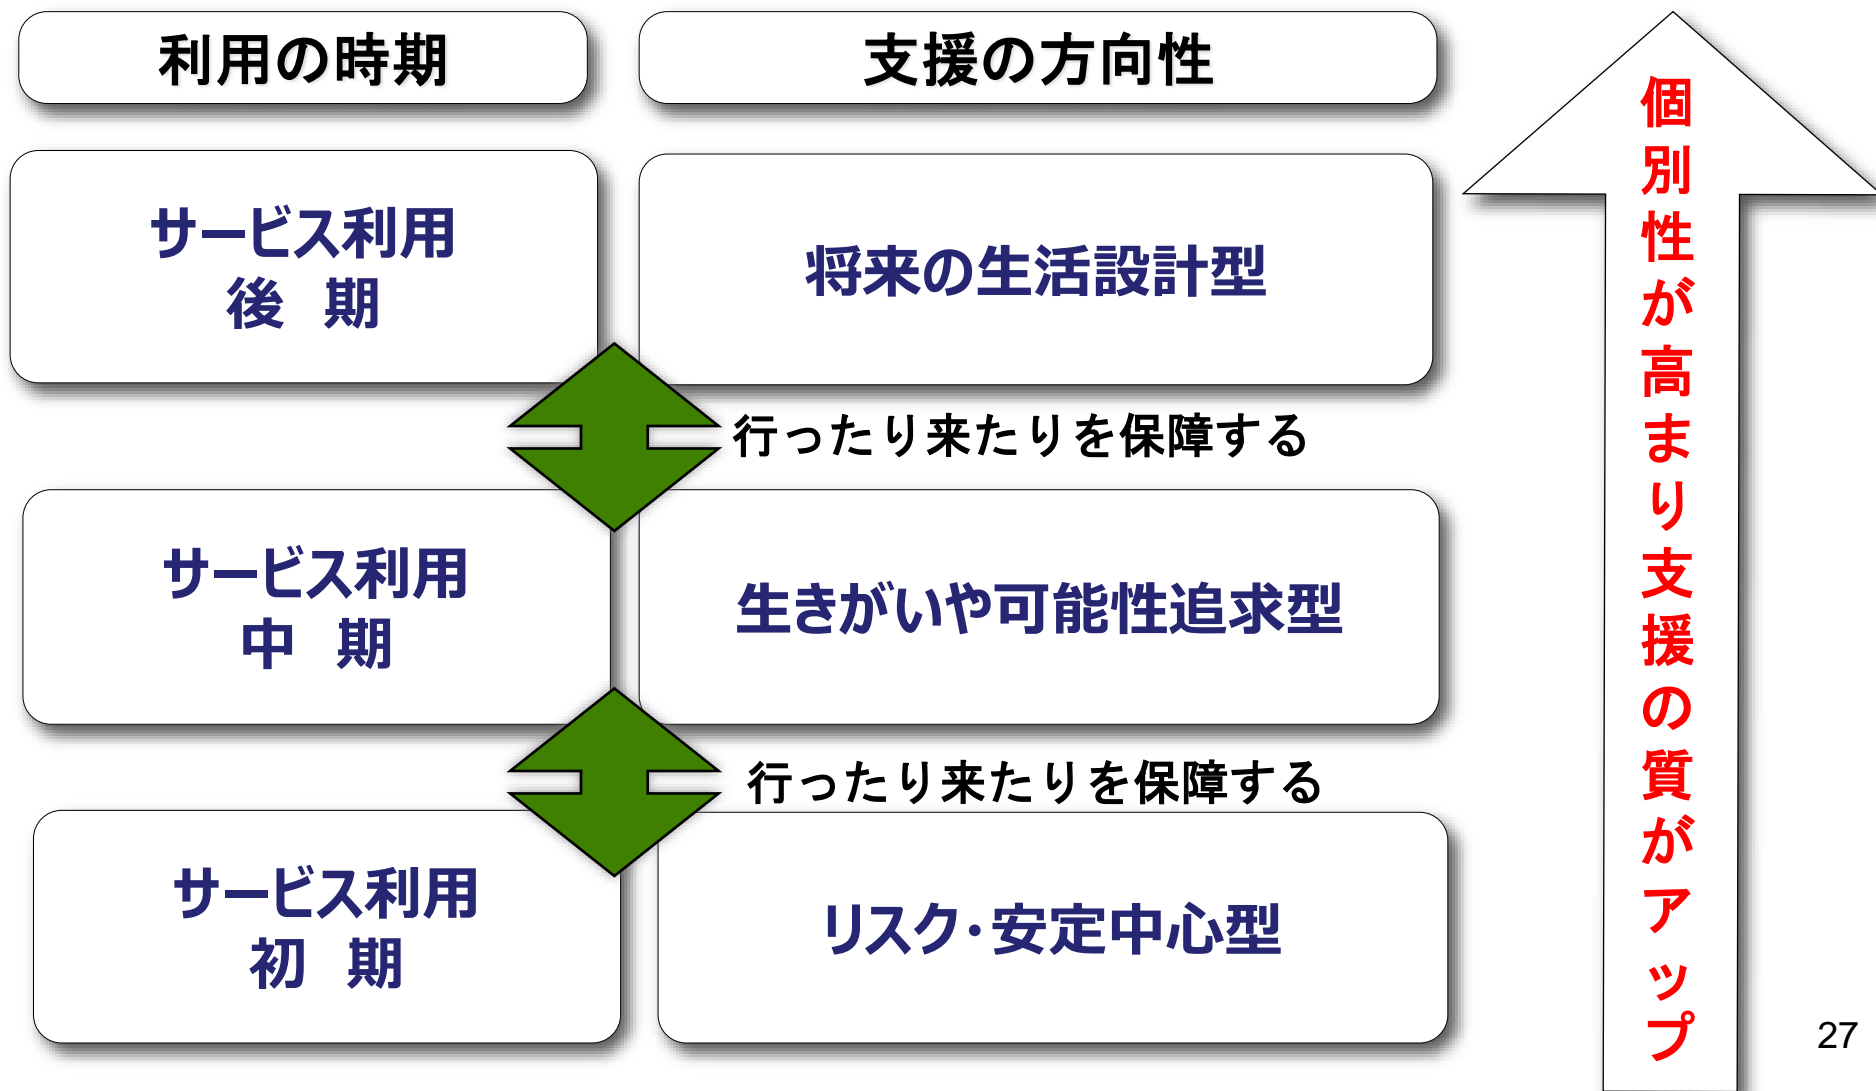 利用の時期
支援の方向性
サービス利用
後　期
将来の生活設計型
行ったり来たりを保障する
サービス利用
中　期
生きがいや可能性追求型
行ったり来たりを保障する
サービス利用
初　期
リスク・安定中心型
個別性が高まり支援の質がアップ
27